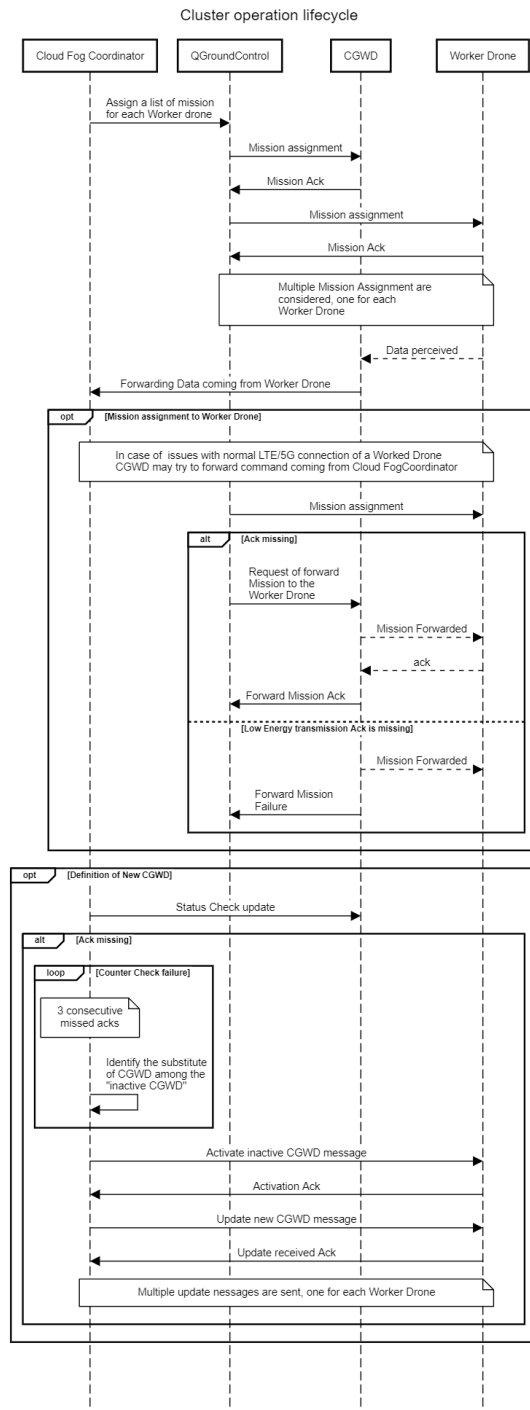 Cluster operation lifecycle
Cloud Fog Coordinator
QGroundControl
CGWD
Worker Drone
Assign a list of mission
for each Worker drone
Mission assignment
Mission Ack
Mission assignment
Mission Ack
Multiple Mission Assignment are
considered, one for each
Worker Drone
Data perceived
Forwarding Data coming from Worker Drone
opt
[Mission assignment to Worker Drone]
In case of issues with normal LTE/5G connection of a Worked Drone
CGWD may try to forward command coming from Cloud FogCoordinator
Mission assignment
alt
[Ack missing]
Request of forward
Mission to the
Worker Drone
Mission Forwarded
ack
Forward Mission Ack
[Low Energy transmission Ack is missing]
Mission Forwarded
Forward Mission
Failure
opt
[Definition of New CGWD]
Status Check update
alt
[Ack missing]
loop
[Counter Check failure]
3 consecutive
missed acks
Identify the substitute
of CGWD among the
"inactive CGWD"
Activate inactive CGWD message
Activation Ack
Update new CGWD message
Update received Ack
Multiple update nessages are sent, one for each Worker Drone